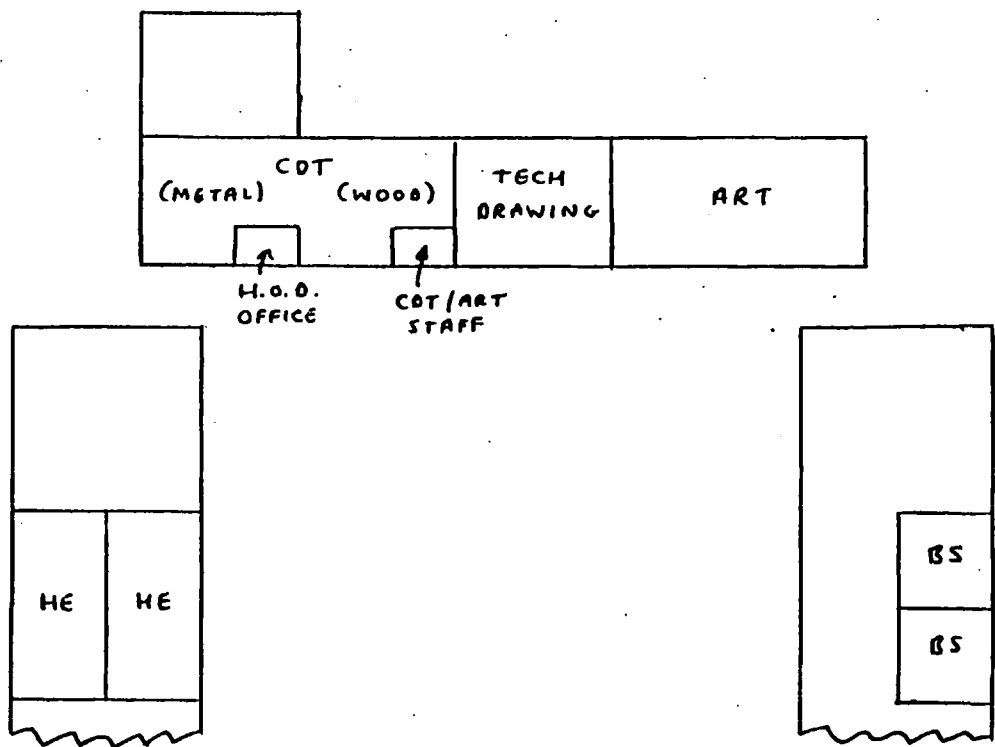 CDT
(METAL) (WOOD)
TECH
DRAWING
ART
H.O.D.
OFFICE
CDT/ART
STAFF
HE HE
BS
BS